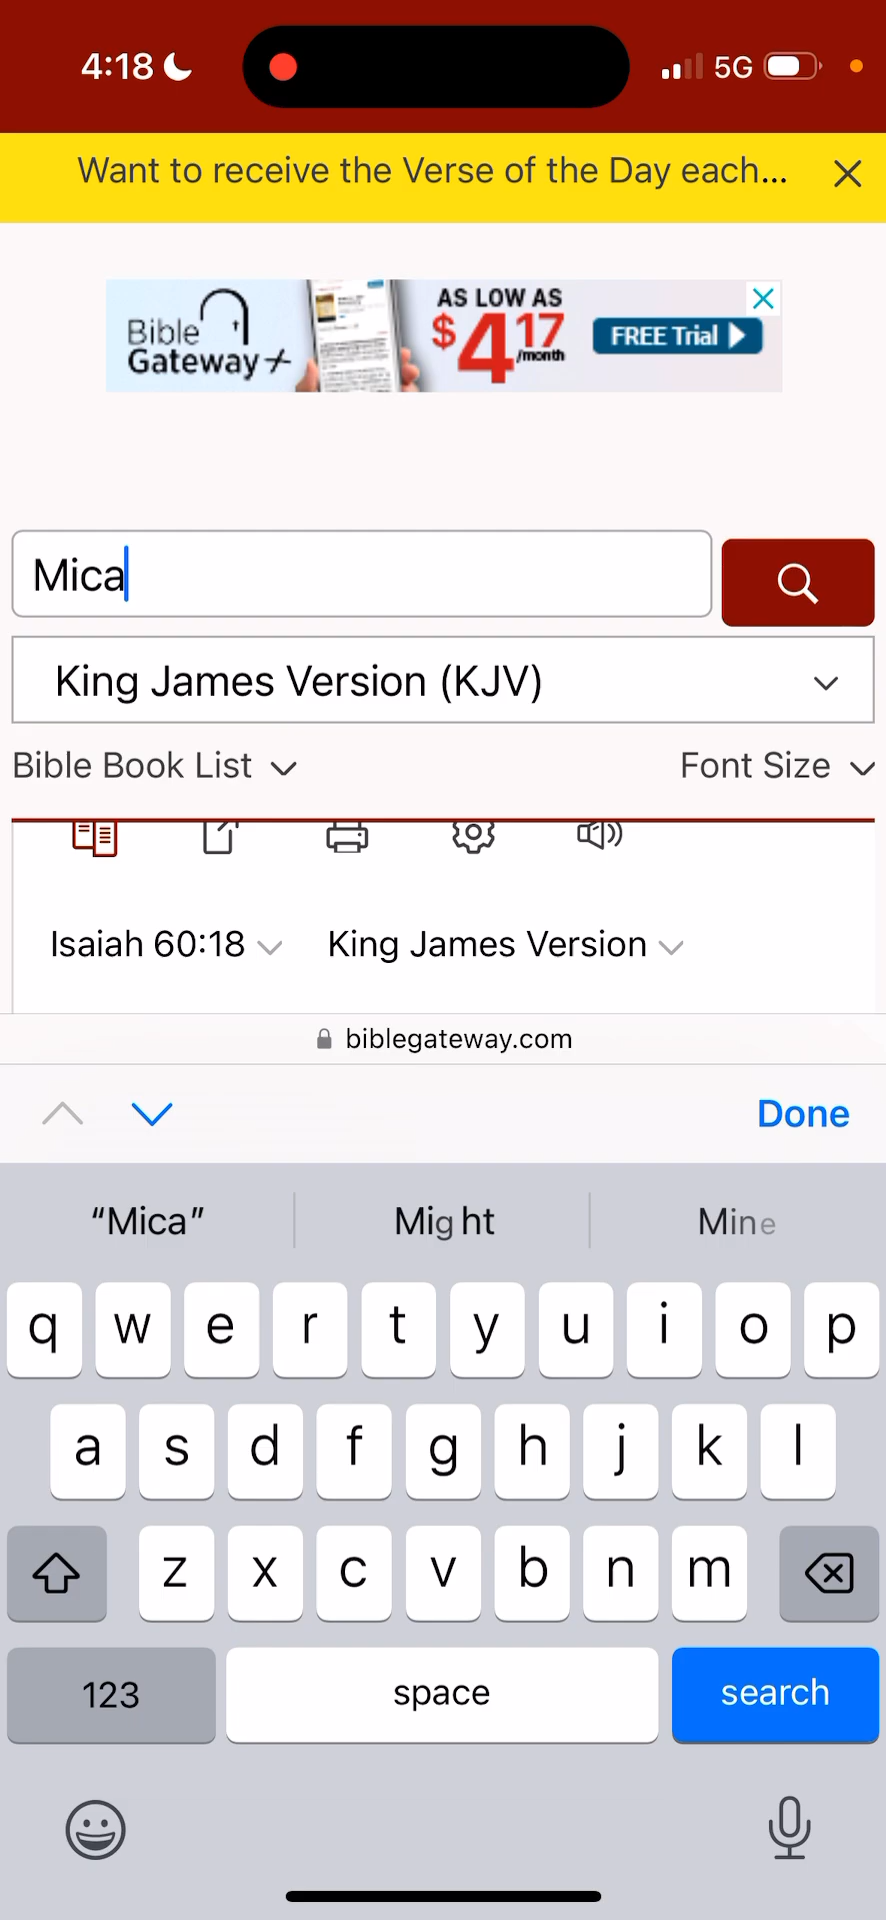 4:18
5G
Want to receive the Verse of the Day each...
Bible
Gateway+
AS LOW AS
$4.17
/month
FREE Trial
Mica
King James Version (KJV)
Bible Book List
Font Size
Isaiah 60:18
King James Version
biblegateway.com
Done
“Mica”
Might
Mine
q w e r t y u i o p
a s d f g h j k l
z x c v b n m
123
space
search